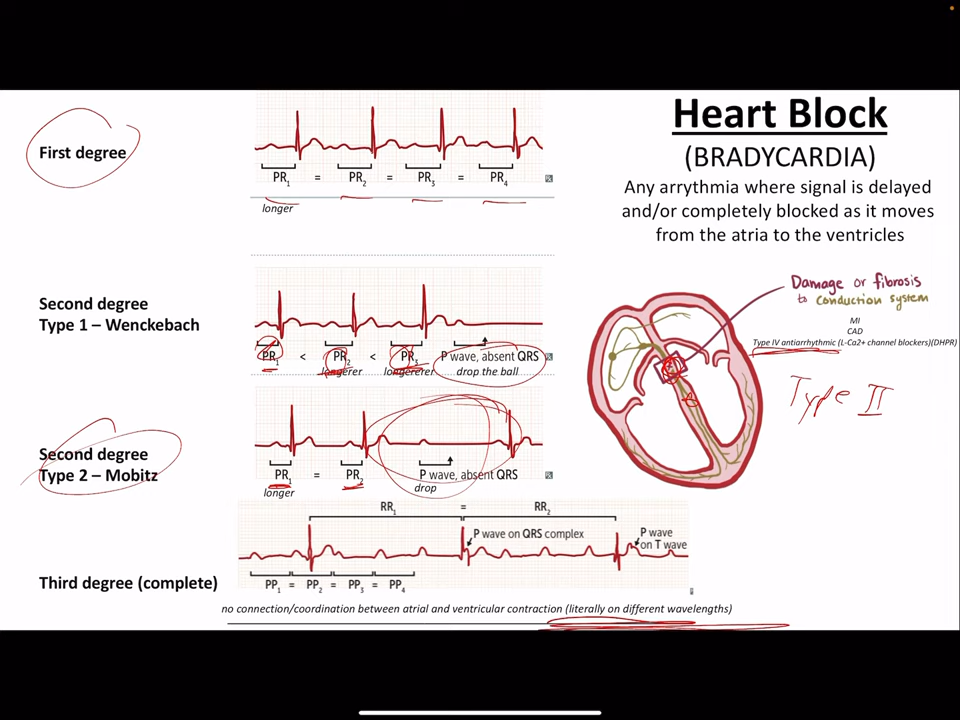 Heart Block
(BRADYCARDIA)
Any arrythmia where signal is delayed
and/or completely blocked as it moves
from the atria to the ventricles
First degree
PR1 = PR2 = PR3 = PR4
longer
Second degree
Type 1 – Wenckebach
PR1 < PR2 < PR3 P wave, absent QRS
longerer longererer drop the ball
Second degree
Type 2 – Mobitz
PR1 = PR2 P wave, absent QRS
longer drop
Third degree (complete)
RR1 = RR2
P wave on QRS complex
P wave
on T wave
PP1 = PP2 = PP3 = PP4
no connection/coordination between atrial and ventricular contraction (literally on different wavelengths)
Damage or fibrosis
to conduction system
MI
CAD
Type IV antiarrhythmic (L-Ca2+ channel blockers)(DHPR)
Type II